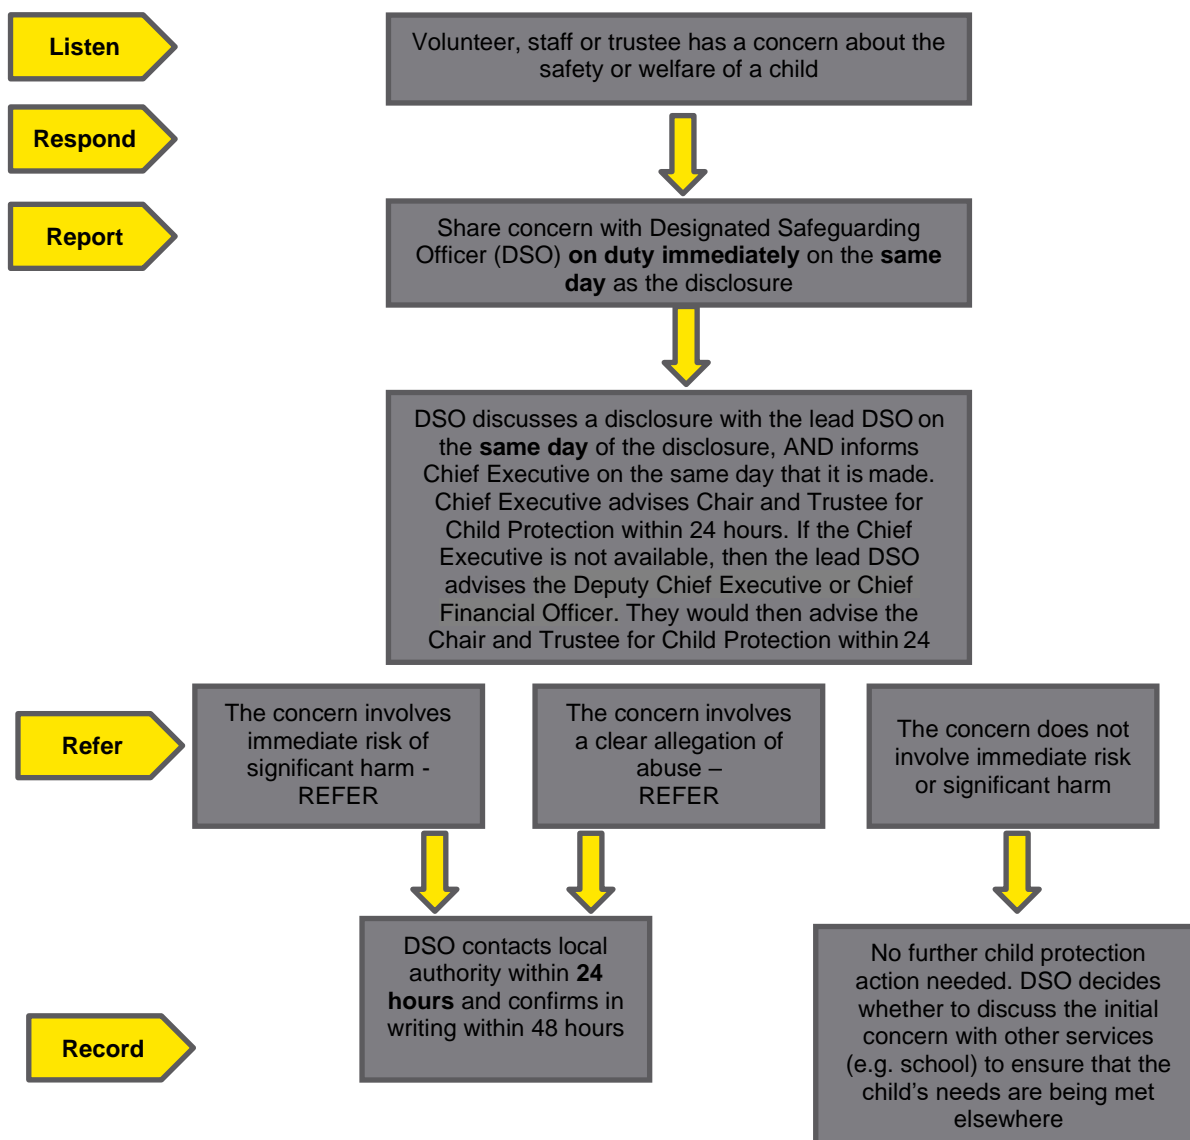 Listen
Volunteer, staff or trustee has a concern about the
safety or welfare of a child
Respond
Report
Share concern with Designated Safeguarding
Officer (DSO) on duty immediately on the same
day as the disclosure
DSO discusses a disclosure with the lead DSO on
the same day of the disclosure, AND informs
Chief Executive on the same day that it is made.
Chief Executive advises Chair and Trustee for
Child Protection within 24 hours. If the Chief
Executive is not available, then the lead DSO
advises the Deputy Chief Executive or Chief
Financial Officer. They would then advise the
Chair and Trustee for Child Protection within 24
Refer
The concern involves
immediate risk of
significant harm -
REFER
The concern involves
a clear allegation of
abuse –
REFER
The concern does not
involve immediate risk
or significant harm
DSO contacts local
authority within 24
hours and confirms in
writing within 48 hours
No further child protection
action needed. DSO decides
whether to discuss the initial
concern with other services
(e.g. school) to ensure that the
child’s needs are being met
elsewhere
Record